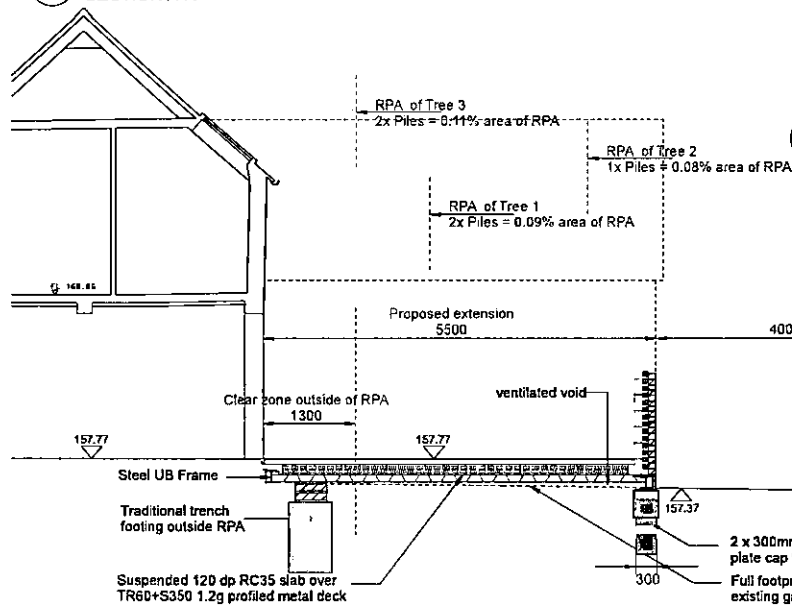 RPA of Tree 3
2x Piles = 0.11% area of RPA
RPA of Tree 2
1x Piles = 0.08% area of RPA
RPA of Tree 1
2x Piles = 0.09% area of RPA
Proposed extension
5500
400
Clear zone outside of RPA
1300
ventilated void
157.77
157.77
Steel UB Frame
157.37
Traditional trench
footing outside RPA
2 x 300mm
plate cap
300
Suspended 120 dp RC35 slab over
TR60+S350 1.2g profiled metal deck
Full footpr
existing ga